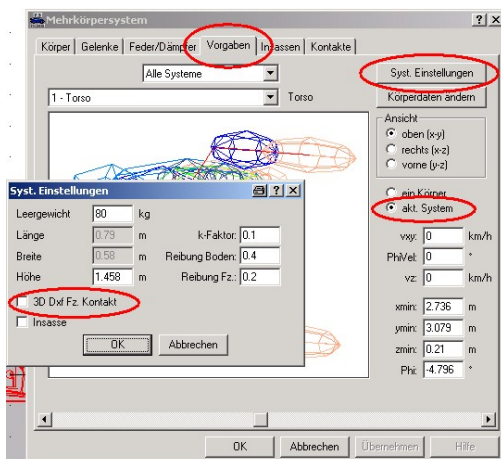 Mehrkörpersystem
Körper Gelenke Feder/Dämpfer Vorgaben Insassen Kontakte
Alle Systeme
Syst. Einstellungen
1 - Torso
Torso
Körperdaten ändern
Ansicht
oben (x-y)
rechts (x-z)
vorne (y-z)
ein Körper
akt. System
vxy: 0 km/h
PhiVel: 0 °
vz: 0 km/h
xmin: 2.736 m
ymin: 3.079 m
zmin: 0.21 m
Phi: -4.796 °
Syst. Einstellungen
Leergewicht 80 kg
Länge 0.79 m k-Faktor: 0.1
Breite 0.58 m Reibung Boden: 0.4
Höhe 1.458 m Reibung Fz.: 0.2
3D Dxf Fz. Kontakt
Insasse
OK Abbrechen
OK Abbrechen Übernehmen Hilfe